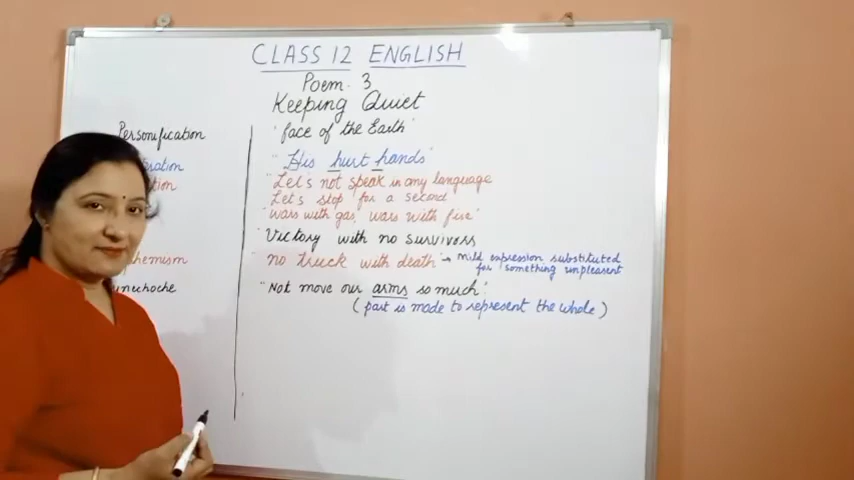 CLASS 12 ENGLISH
Poem 3
Keeping Quiet
Personification
'face of the Earth'
"His hurt hands"
"Let's not speak in any language
Let's stop for a second
"Wars with gas, wars with fire"
"Victory with no survivors
"no truck with death" → mild expression substituted
for something unpleasent
"Not move our arms so much".
(part is made to represent the whole)